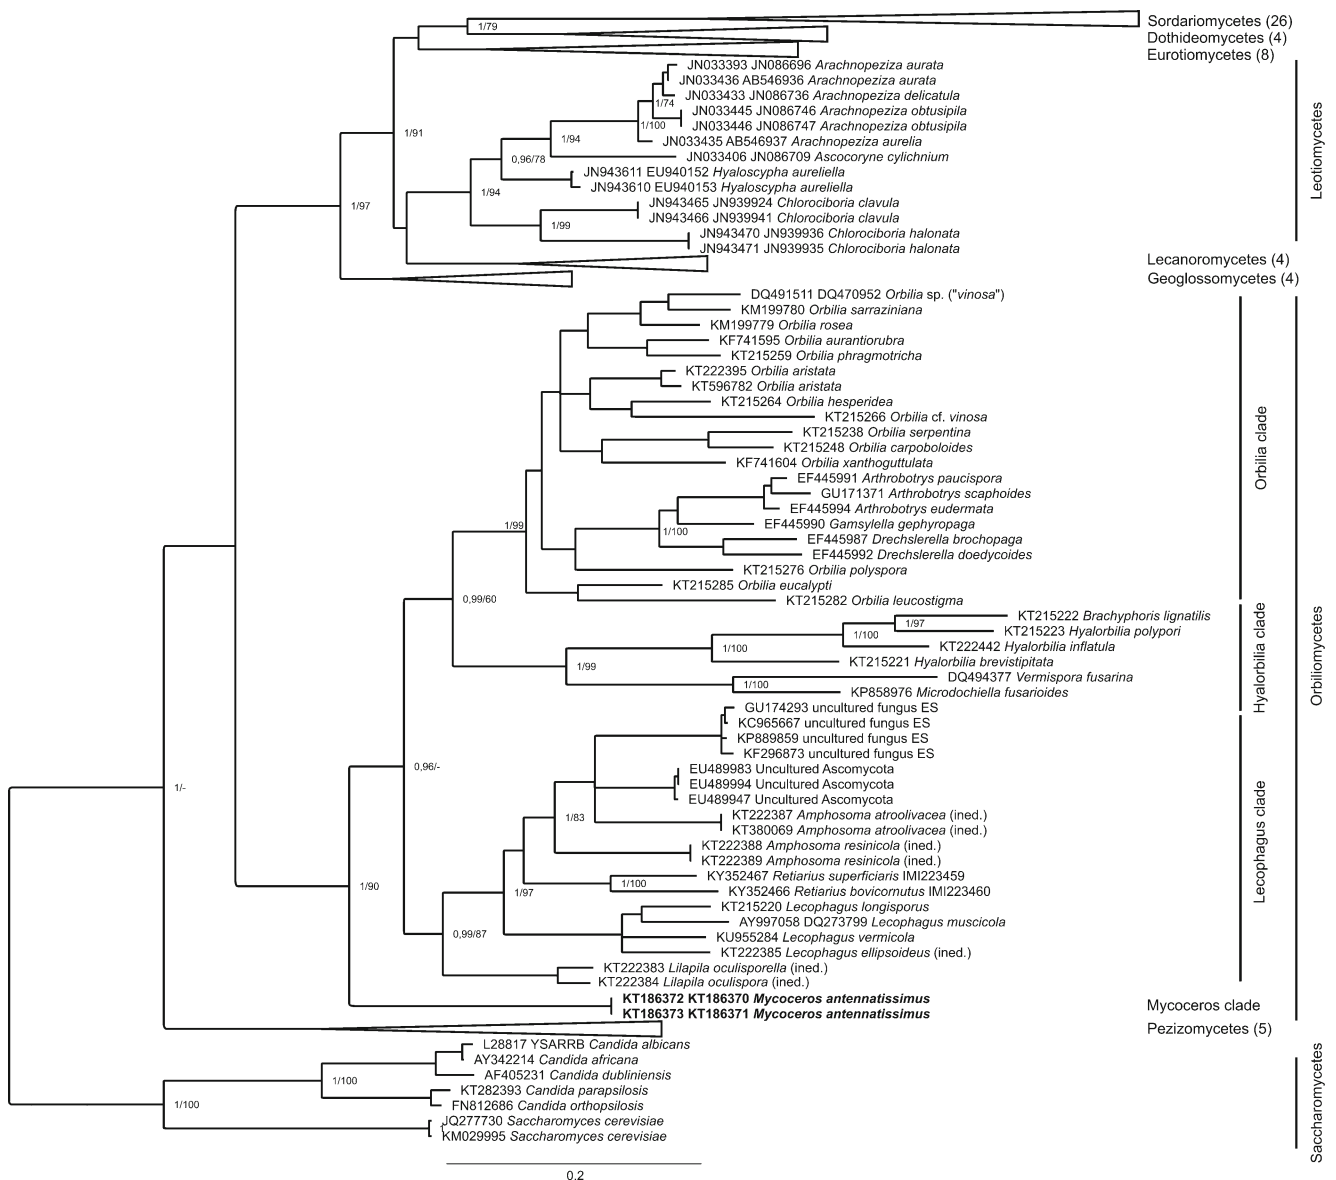 1/79
Sordariomycetes (26)
Dothideomycetes (4)
Eurotiomycetes (8)
JN033393 JN086696 Arachnopeziza aurata
JN033436 AB546936 Arachnopeziza aurata
JN033433 JN086736 Arachnopeziza delicatula
1/74
JN033445 JN086746 Arachnopeziza obtusipila
1/100
JN033446 JN086747 Arachnopeziza obtusipila
1/91
1/94
JN033435 AB546937 Arachnopeziza aurelia
0,96/78
JN033406 JN086709 Ascocoryne cylichnium
JN943611 EU940152 Hyaloscypha aureliella
JN943610 EU940153 Hyaloscypha aureliella
1/94
JN943465 JN939924 Chlorociboria clavula
1/97
JN943466 JN939941 Chlorociboria clavula
1/99
JN943470 JN939936 Chlorociboria halonata
JN943471 JN939935 Chlorociboria halonata
Leotiomycetes
Lecanoromycetes (4)
Geoglossomycetes (4)
DQ491511 DQ470952 Orbilia sp. ("vinosa")
KM199780 Orbilia sarraziniana
KM199779 Orbilia rosea
KF741595 Orbilia aurantiorubra
KT215259 Orbilia phragmotricha
KT222395 Orbilia aristata
KT596782 Orbilia aristata
KT215264 Orbilia hesperidea
KT215266 Orbilia cf. vinosa
KT215238 Orbilia serpentina
KT215248 Orbilia carpoboloides
KF741604 Orbilia xanthoguttulata
EF445991 Arthrobotrys paucispora
GU171371 Arthrobotrys scaphoides
EF445994 Arthrobotrys eudermata
1/99
EF445990 Gamsylella gephyropaga
1/100
EF445987 Drechslerella brochopaga
EF445992 Drechslerella doedycoides
KT215276 Orbilia polyspora
KT215285 Orbilia eucalypti
0,99/60
KT215282 Orbilia leucostigma
Orbilia clade
KT215222 Brachyphoris lignatilis
1/97
KT215223 Hyalorbilia polypori
1/100
KT222442 Hyalorbilia inflatula
1/100
KT215221 Hyalorbilia brevistipitata
1/99
DQ494377 Vermispora fusarina
1/100
KP858976 Microdochiella fusarioides
Hyalorbilia clade
Orbiliomycetes
GU174293 uncultured fungus ES
KC965667 uncultured fungus ES
KP889859 uncultured fungus ES
KF296873 uncultured fungus ES
0,96/-
EU489983 Uncultured Ascomycota
EU489994 Uncultured Ascomycota
1/-
EU489947 Uncultured Ascomycota
KT222387 Amphosoma atroolivacea (ined.)
1/83
KT380069 Amphosoma atroolivacea (ined.)
KT222388 Amphosoma resinicola (ined.)
KT222389 Amphosoma resinicola (ined.)
KY352467 Retiarius superficiaris IMI223459
1/90
1/100
1/97
KY352466 Retiarius bovicornutus IMI223460
KT215220 Lecophagus longisporus
AY997058 DQ273799 Lecophagus muscicola
0,99/87
KU955284 Lecophagus vermicola
KT222385 Lecophagus ellipsoideus (ined.)
KT222383 Lilapila oculisporella (ined.)
KT222384 Lilapila oculispora (ined.)
Lecophagus clade
KT186372 KT186370 Mycoceros antennatissimus
KT186373 KT186371 Mycoceros antennatissimus
Mycoceros clade
Pezizomycetes (5)
L28817 YSARRB Candida albicans
AY342214 Candida africana
AF405231 Candida dubliniensis
1/100
KT282393 Candida parapsilosis
1/100
FN812686 Candida orthopsilosis
JQ277730 Saccharomyces cerevisiae
KM029995 Saccharomyces cerevisiae
Saccharomycetes
0.2